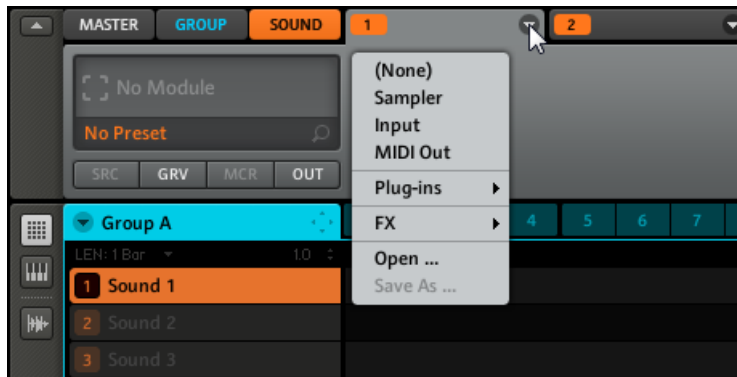 MASTER GROUP SOUND 1 2
No Module
No Preset
SRC GRV MCR OUT
(None)
Sampler
Input
MIDI Out
Plug-ins
FX
Open ...
Save As ...
Group A
4 5 6 7
LEN: 1 Bar 1.0
1 Sound 1
2 Sound 2
3 Sound 3